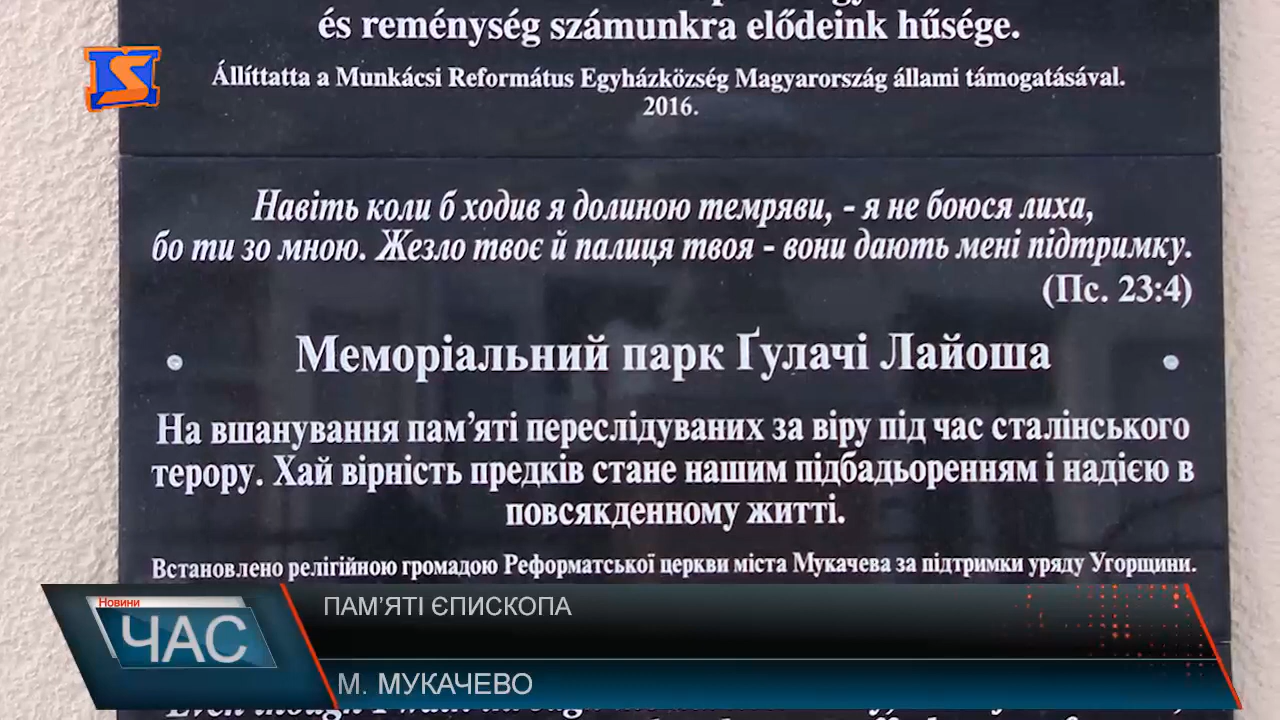 és reménység számunkra elődeink hűsége.
Állíttatta a Munkácsi Református Egyházközség Magyarország állami támogatásával.
2016.
Навіть коли б ходив я долиною темряви, - я не боюся лиха,
бо ти зо мною. Жезло твоє й палиця твоя - вони дають мені підтримку.
(Пс. 23:4)
Меморіальний парк Ґулачі Лайоша
На вшанування пам’яті переслідуваних за віру під час сталінського
терору. Хай вірність предків стане нашим підбадьоренням і надією в
повсякденному житті.
Встановлено релігійною громадою Реформатської церкви міста Мукачева за підтримки уряду Угорщини.
Новини
ЧАС
ПАМ’ЯТІ ЄПИСКОПА
М. МУКАЧЕВО